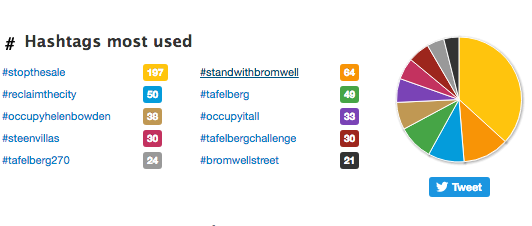 # Hashtags most used
#stopthesale 197 #standwithbromwell 64
#reclaimthecity 50 #tafelberg 49
#occupyhelenbowden 33 #occupyitall 33
#steenvillas 30 #tafelbergchallenge 30
#tafelberg270 24 #bromwellstreet 21
Tweet